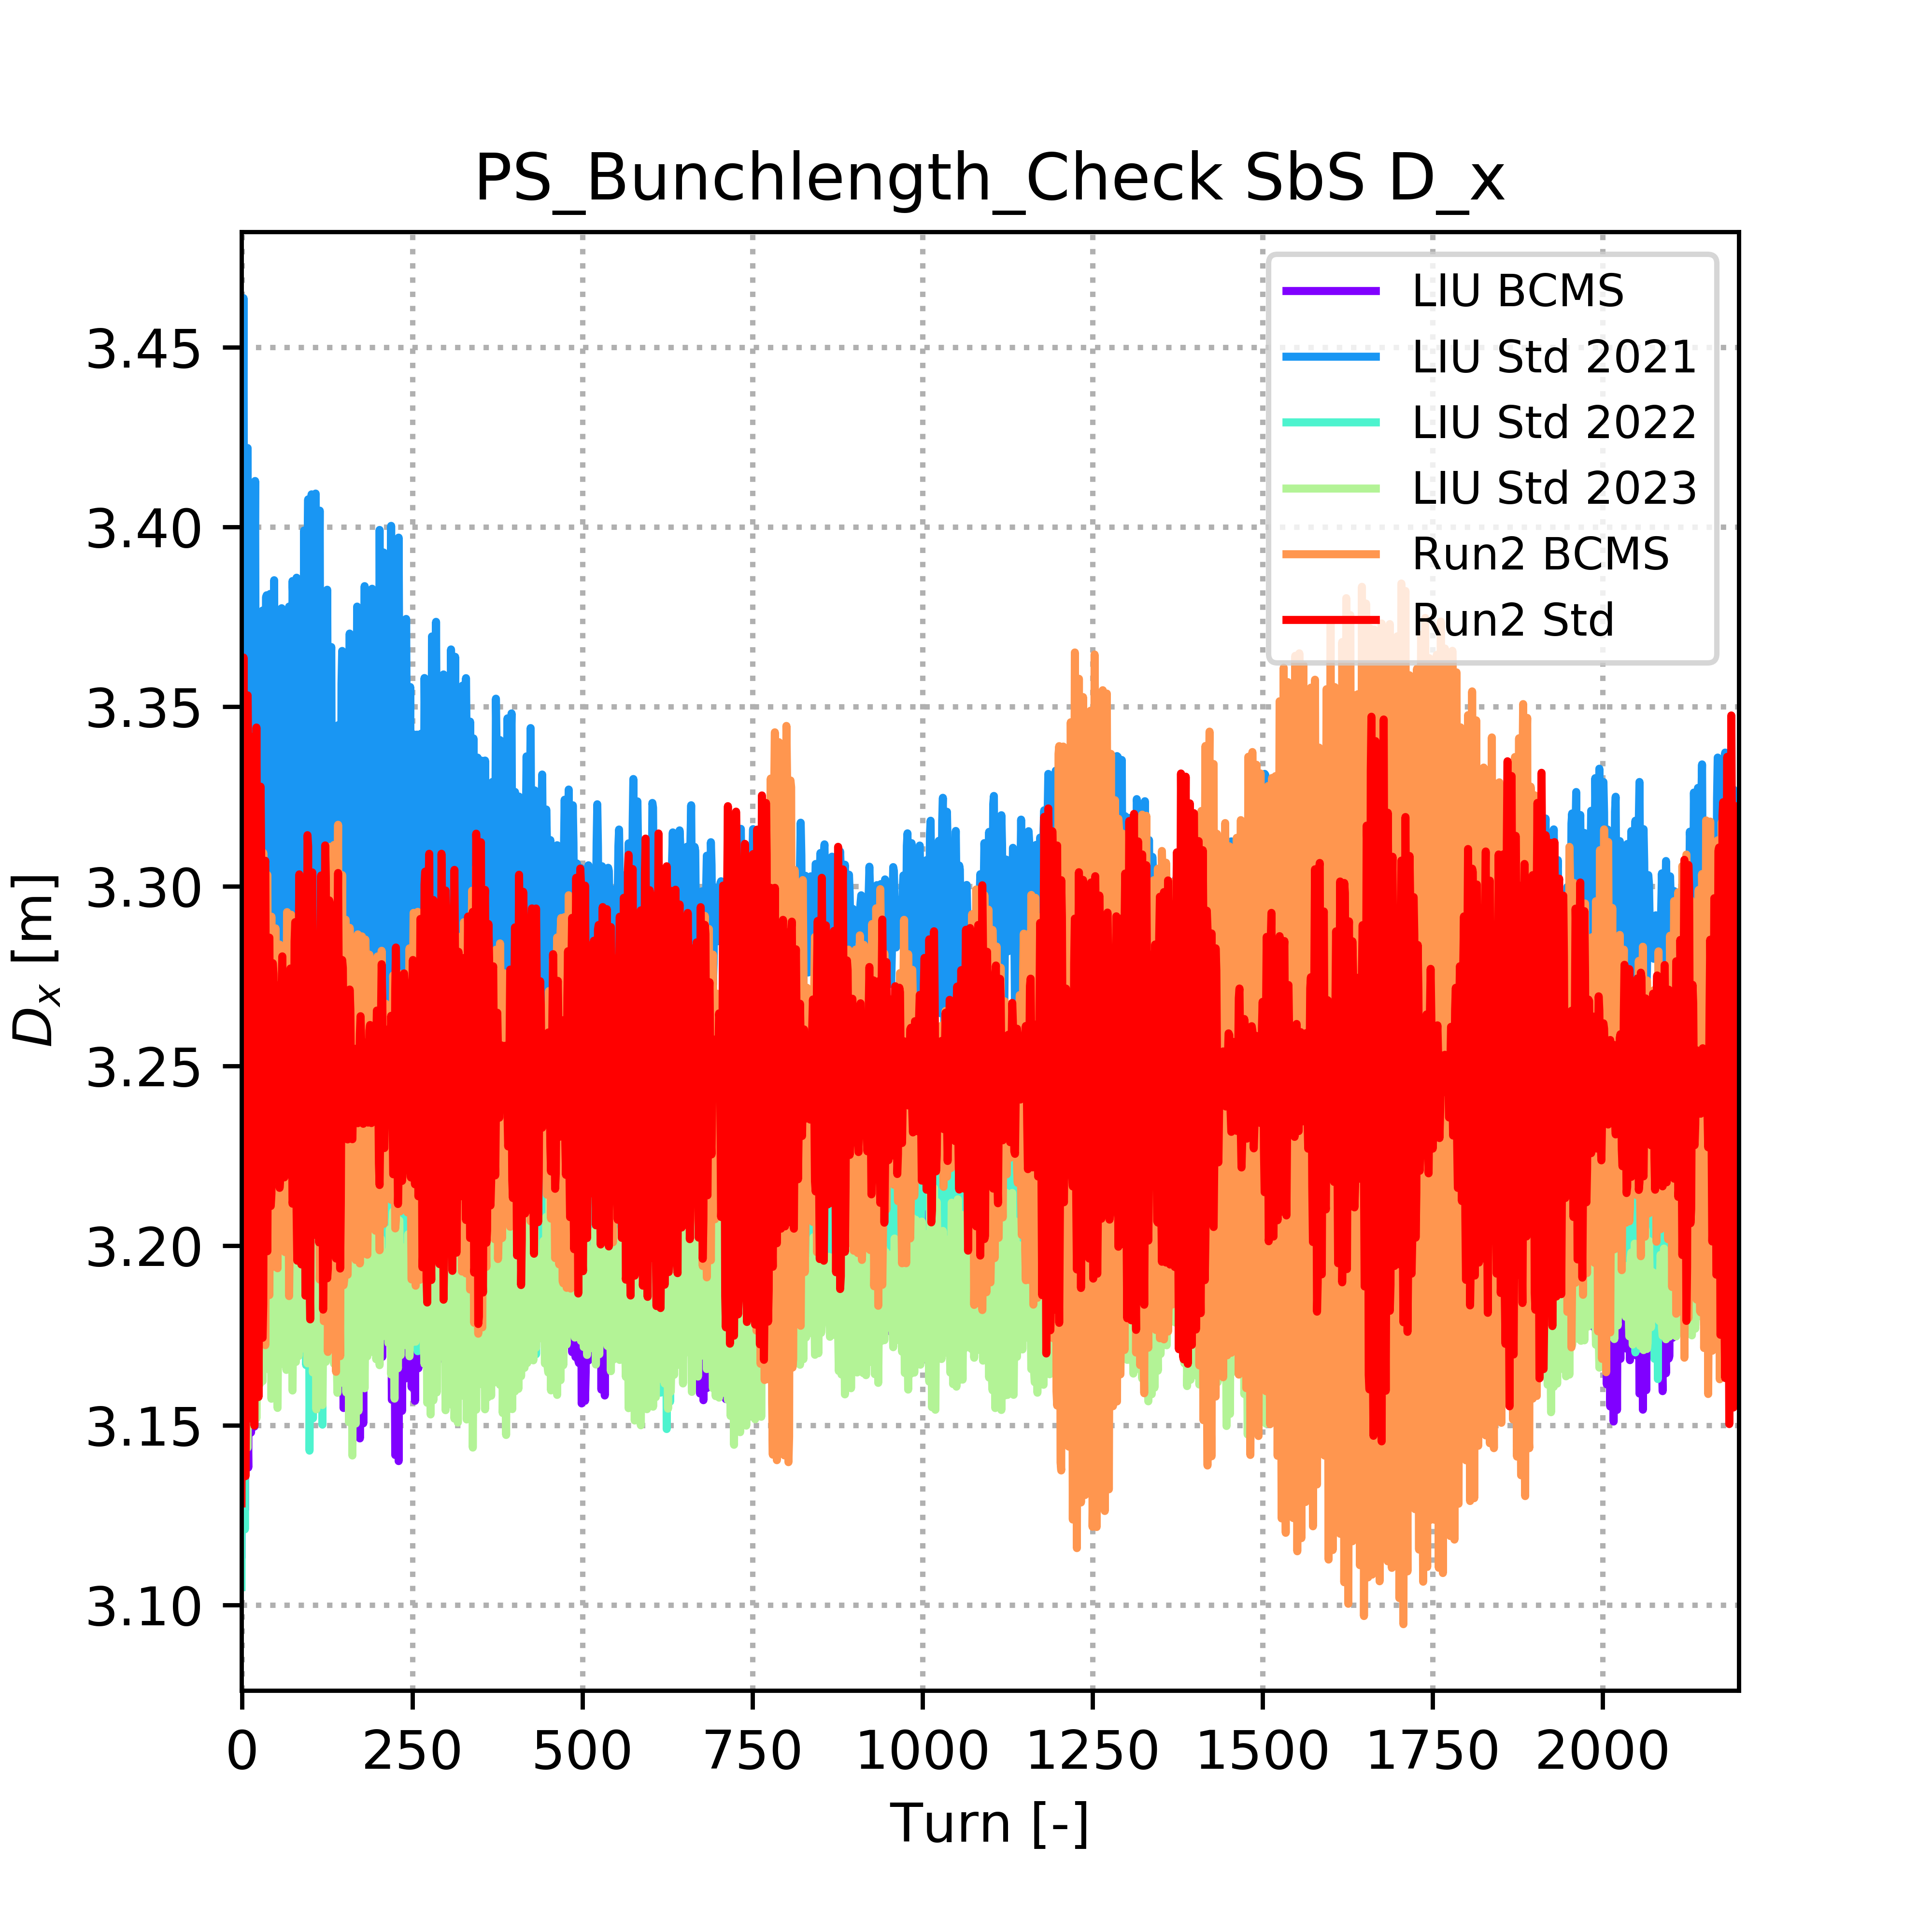 PS_Bunchlength_Check SbS D_x
LIU BCMS
LIU Std 2021
LIU Std 2022
LIU Std 2023
Run2 BCMS
Run2 Std
3.45
3.40
3.35
3.30
3.25
3.20
3.15
3.10
D_x [m]
0 250 500 750 1000 1250 1500 1750 2000
Turn [-]